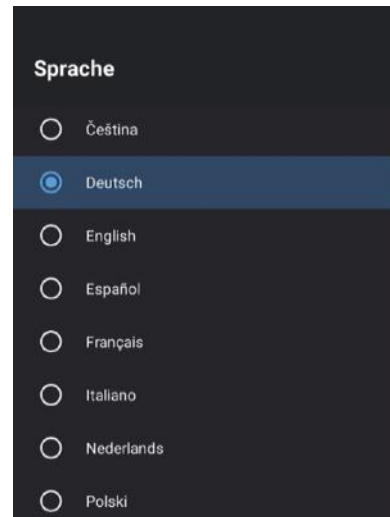 Sprache
Čeština
Deutsch
English
Español
Français
Italiano
Nederlands
Polski